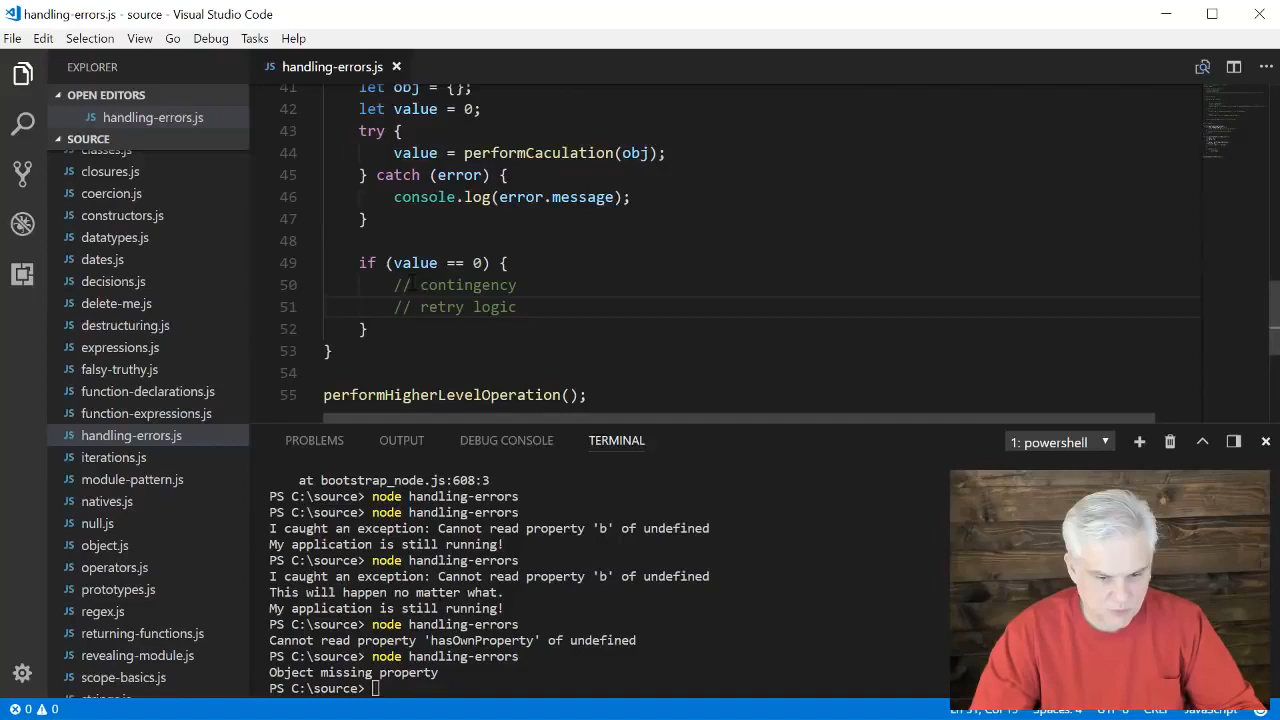 handling-errors.js - source - Visual Studio Code
File Edit Selection View Go Debug Tasks Help
EXPLORER
OPEN EDITORS
handling-errors.js
SOURCE
classes.js
closures.js
coercion.js
constructors.js
datatypes.js
dates.js
decisions.js
delete-me.js
destructuring.js
expressions.js
falsy-truthy.js
function-declarations.js
function-expressions.js
handling-errors.js
iterations.js
module-pattern.js
natives.js
null.js
object.js
operators.js
prototypes.js
regex.js
returning-functions.js
revealing-module.js
scope-basics.js
strings.js
handling-errors.js
41 let obj = {};
42 let value = 0;
43 try {
44 value = performCaculation(obj);
45 } catch (error) {
46 console.log(error.message);
47 }
48
49 if (value == 0) {
50 // contingency
51 // retry logic
52 }
53 }
54
55 performHigherLevelOperation();
PROBLEMS OUTPUT DEBUG CONSOLE TERMINAL 1: powershell
at bootstrap_node.js:608:3
PS C:\source> node handling-errors
PS C:\source> node handling-errors
I caught an exception: Cannot read property 'b' of undefined
My application is still running!
PS C:\source> node handling-errors
I caught an exception: Cannot read property 'b' of undefined
This will happen no matter what.
My application is still running!
PS C:\source> node handling-errors
Cannot read property 'hasOwnProperty' of undefined
PS C:\source> node handling-errors
Object missing property
PS C:\source>
0 0